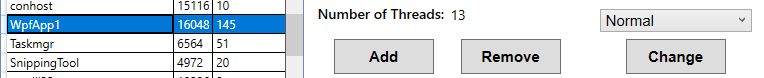 conhost 15116 10
WpfApp1 16048 145
Taskmgr 6564 51
SnippingTool 4972 20
Number of Threads: 13
Normal
Add Remove Change